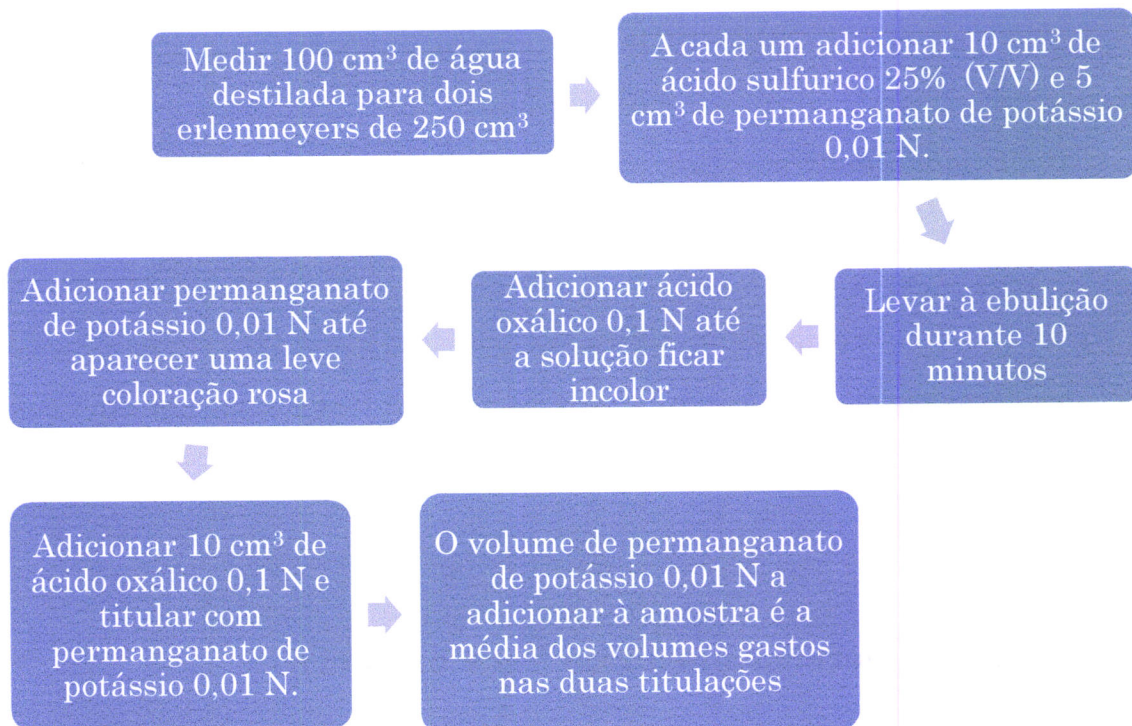 Medir 100 cm³ de água
destilada para dois
erlenmeyers de 250 cm³
A cada um adicionar 10 cm³ de
ácido sulfurico 25% (V/V) e 5
cm³ de permanganato de potássio
0,01 N.
Levar à ebulição
durante 10
minutos
Adicionar ácido
oxálico 0,1 N até
a solução ficar
incolor
Adicionar permanganato
de potássio 0,01 N até
aparecer uma leve
coloração rosa
Adicionar 10 cm³ de
ácido oxálico 0,1 N e
titular com
permanganato de
potássio 0,01 N.
O volume de permanganato
de potássio 0,01 N a
adicionar à amostra é a
média dos volumes gastos
nas duas titulações